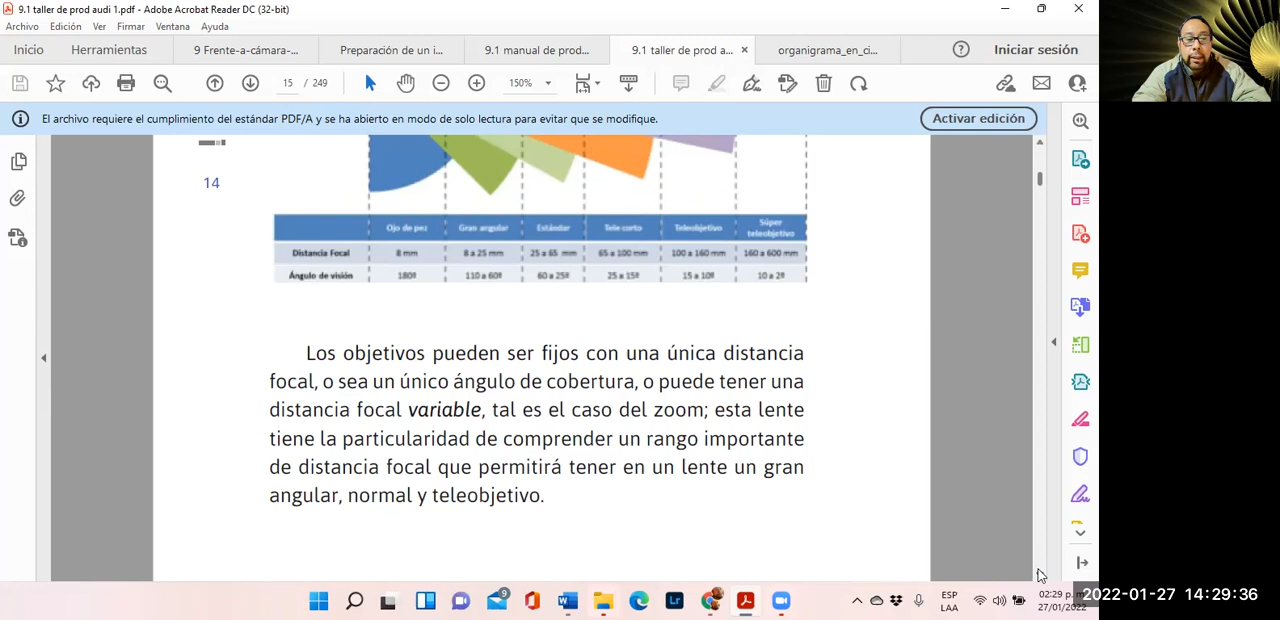 9.1 taller de prod audi 1.pdf - Adobe Acrobat Reader DC (32-bit)
Archivo Edición Ver Firmar Ventana Ayuda
Inicio Herramientas 9 Frente-a-cámara-... Preparación de un i... 9.1 manual de prod... 9.1 taller de prod a... × organigrama_en_ci... Iniciar sesión
15 / 249 150%
El archivo requiere el cumplimiento del estándar PDF/A y se ha abierto en modo de solo lectura para evitar que se modifique. Activar edición
14
Ojo de pez Gran angular Estándar Tele corto Teleobjetivo Súper teleobjetivo
Distancia Focal 8 mm 8 a 25 mm 25 a 65 mm 65 a 100 mm 100 a 160 mm 160 a 600 mm
Ángulo de visión 180º 110 a 60º 60 a 25º 25 a 15º 15 a 10º 10 a 2º
Los objetivos pueden ser fijos con una única distancia
focal, o sea un único ángulo de cobertura, o puede tener una
distancia focal variable, tal es el caso del zoom; esta lente
tiene la particularidad de comprender un rango importante
de distancia focal que permitirá tener en un lente un gran
angular, normal y teleobjetivo.
9
ESP
LAA
02:29 p. m
27/01/2022
2022-01-27 14:29:36